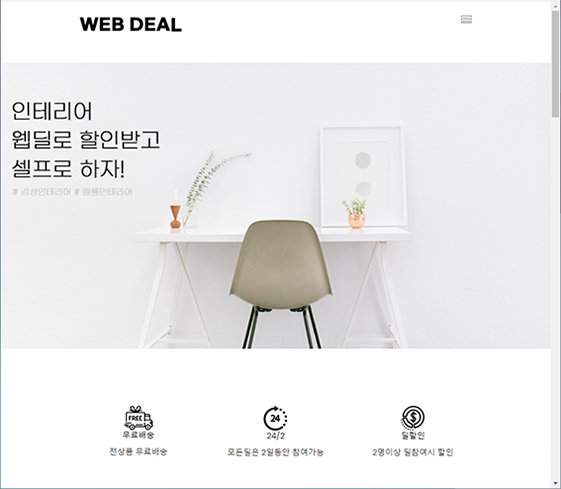 WEB DEAL
인테리어
웹딜로 할인받고
셀프로 하자!
# 감성인테리어 # 원룸인테리어
FREE
24
$
무료배송
24/2
딜할인
전상품 무료배송
모든딜은 2일동안 참여가능
2명이상 딜참여시 할인